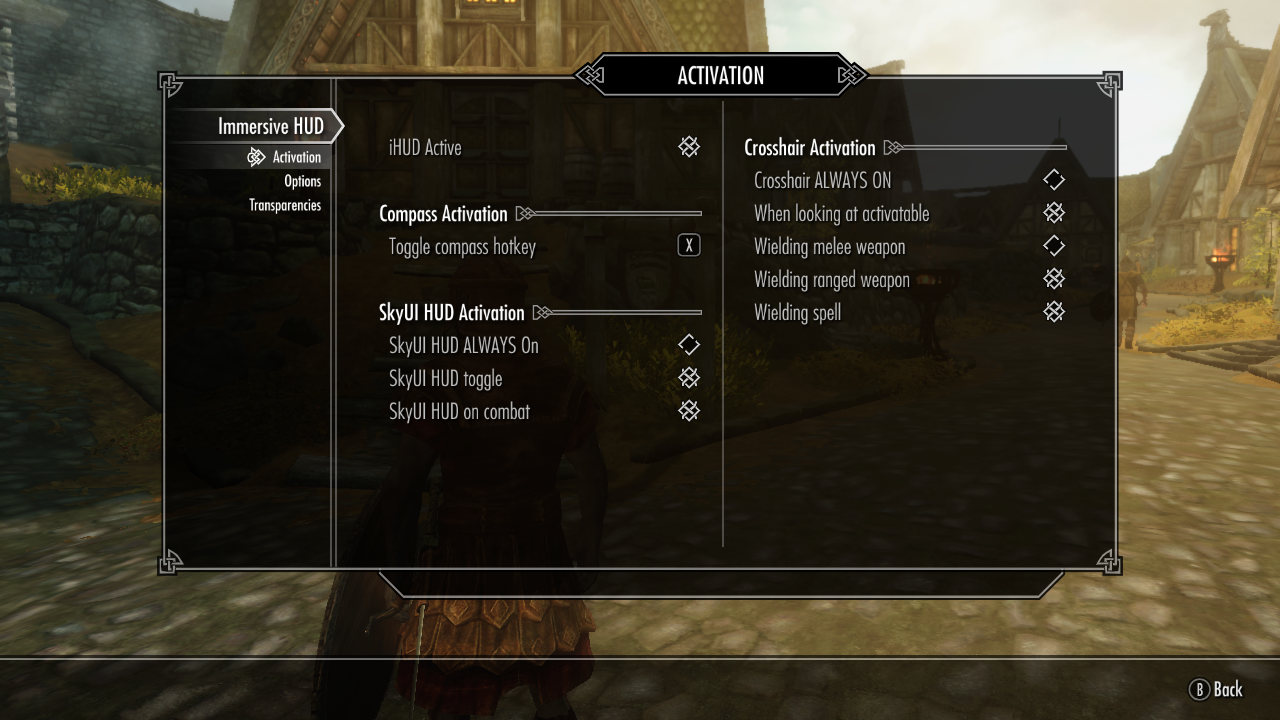 ACTIVATION
Immersive HUD
Activation
Options
Transparencies
iHUD Active
Compass Activation
Toggle compass hotkey X
SkyUI HUD Activation
SkyUI HUD ALWAYS On
SkyUI HUD toggle
SkyUI HUD on combat
Crosshair Activation
Crosshair ALWAYS ON
When looking at activatable
Wielding melee weapon
Wielding ranged weapon
Wielding spell
B Back